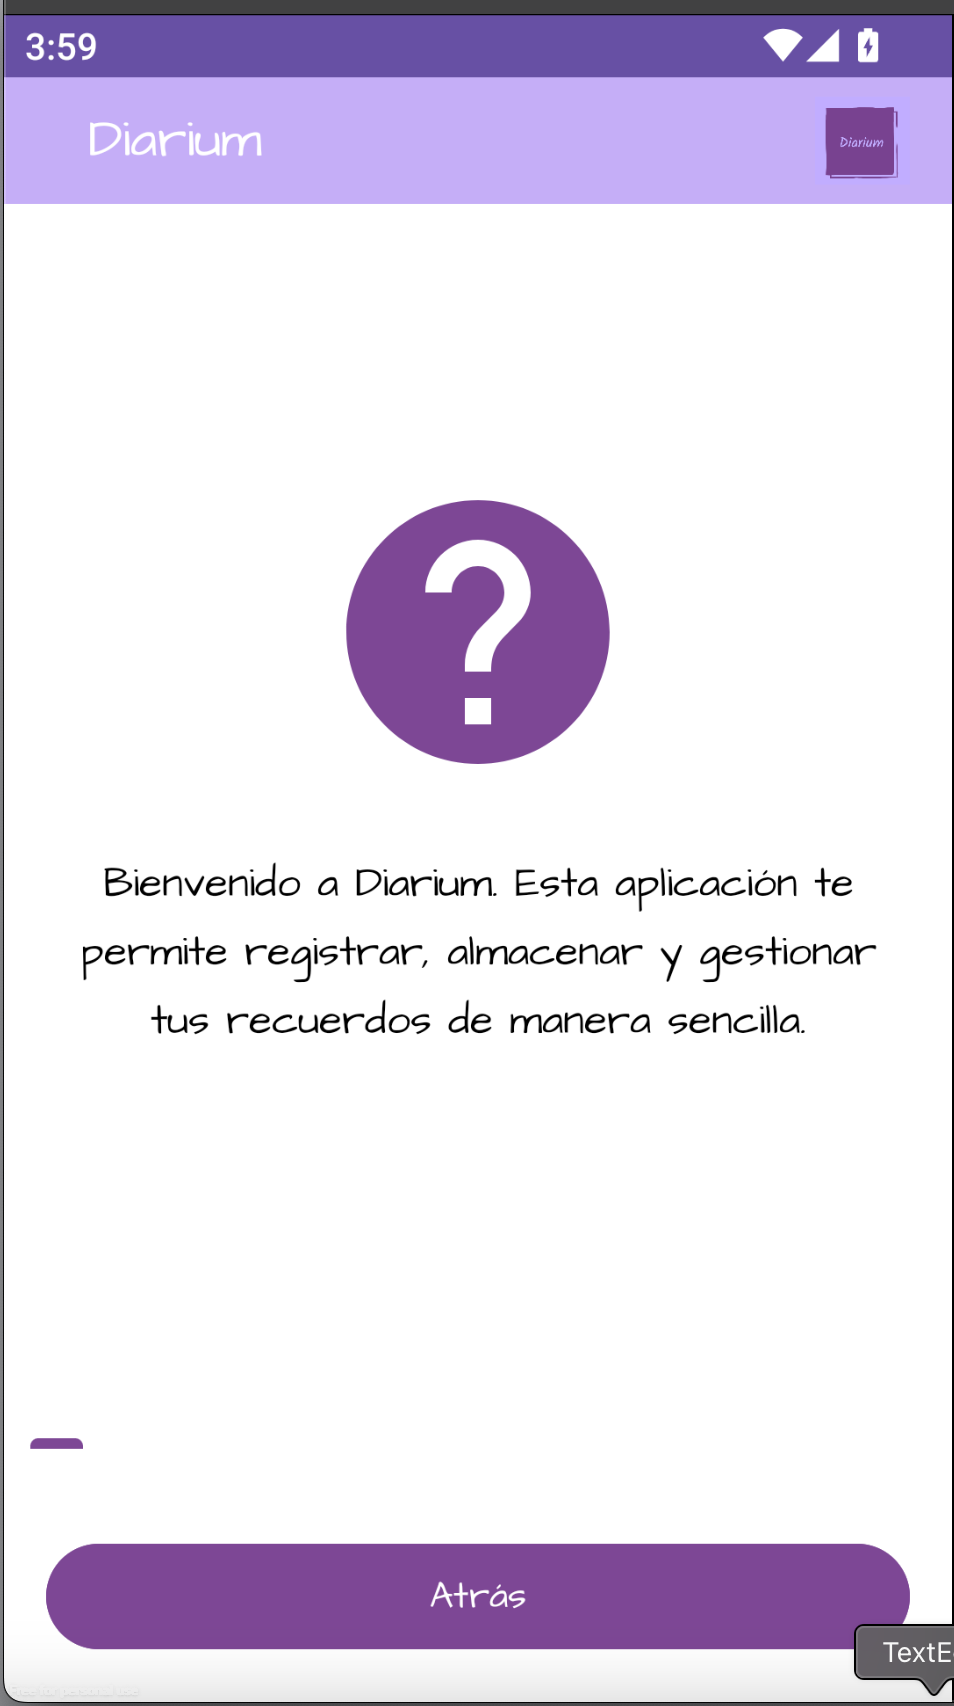 3:59
Diarium
Diarium
?
Bienvenido a Diarium. Esta aplicación te
permite registrar, almacenar y gestionar
tus recuerdos de manera sencilla.
Atrás